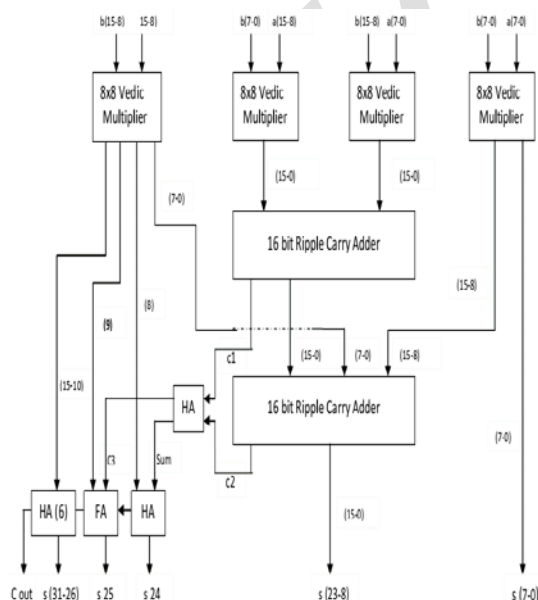 b(15-8) 15-8) b(7-0) a(15-8) b(15-8) a(7-0) b(7-0) a(7-0)
8x8 Vedic Multiplier 8x8 Vedic Multiplier 8x8 Vedic Multiplier 8x8 Vedic Multiplier
(7-0) (15-0) (15-0)
16 bit Ripple Carry Adder
(9) (8) (15-8)
c1 (15-0) (7-0) (15-8)
(15-10) HA 16 bit Ripple Carry Adder
(7-0)
C3 Sum c2
HA (6) FA HA (15-0)
C out s (31-26) s 25 s 24 s (23-8) s (7-0)